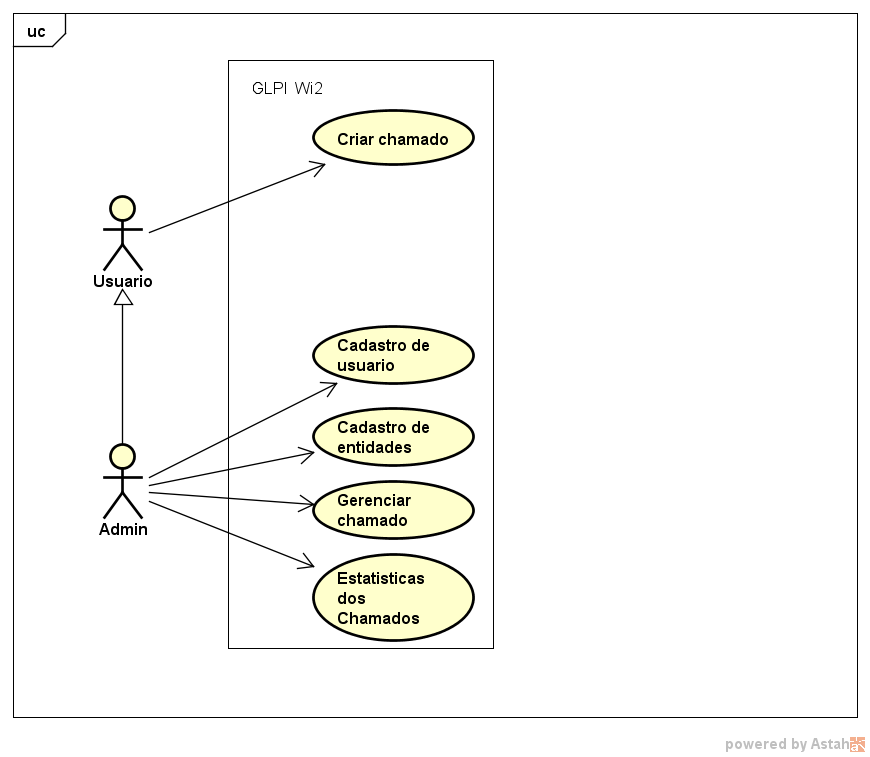 uc
GLPI Wi2
Criar chamado
Usuario
Cadastro de
usuario
Cadastro de
entidades
Gerenciar
chamado
Admin
Estatisticas
dos
Chamados
powered by Astah